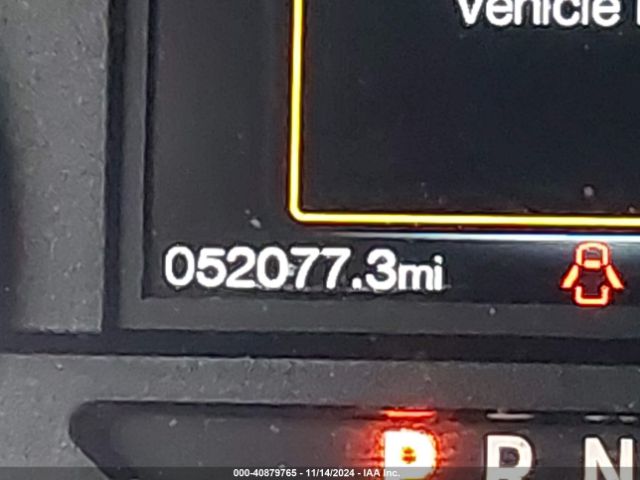 Vehicle
052077.3mi
P R N
000-40879765 - 11/14/2024 - IAA Inc.